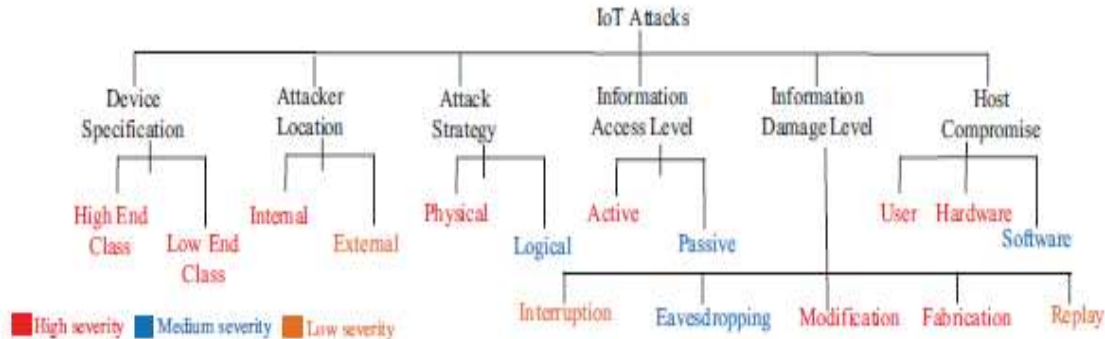 IoT Attacks
Device
Specification
Attacker
Location
Attack
Strategy
Information
Access Level
Information
Damage Level
Host
Compromise
High End
Class
Low End
Class
Internal
External
Physical
Logical
Active
Passive
User
Hardware
Software
Interruption
Eavesdropping
Modification
Fabrication
Replay
High severity
Medium severity
Low severity